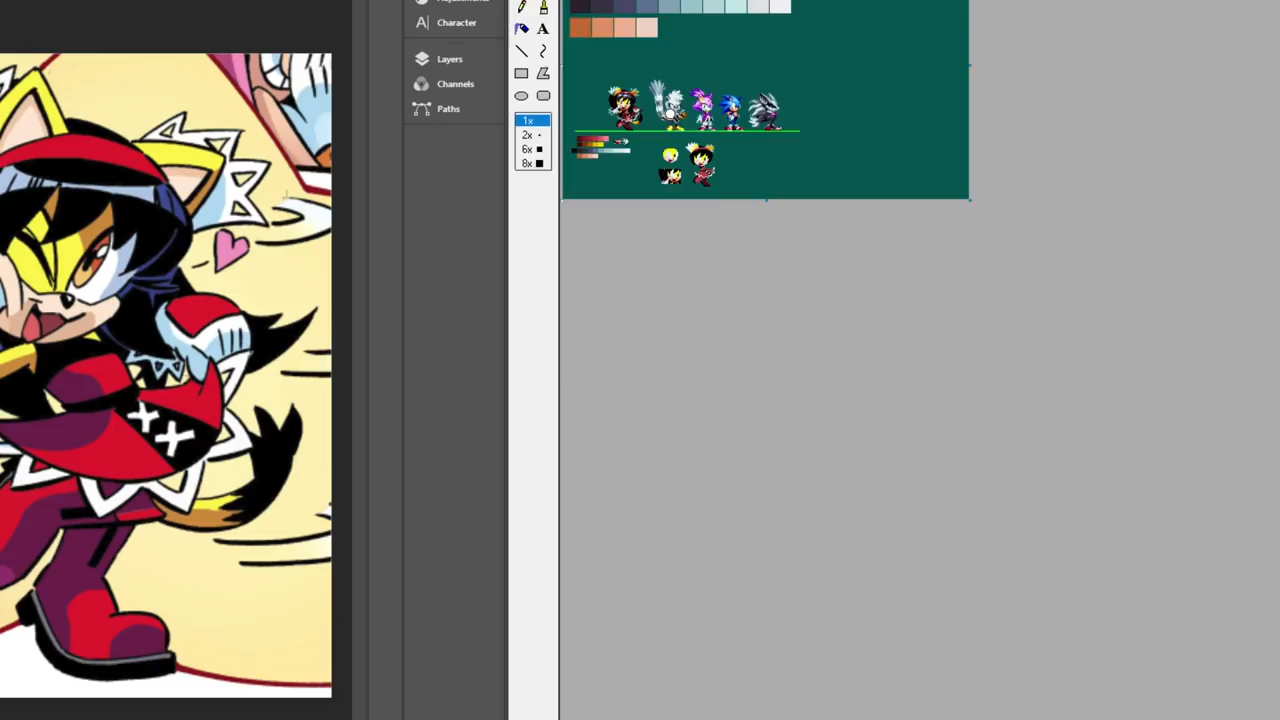 Character
Layers
Channels
Paths
A
1x
2x
6x
8x